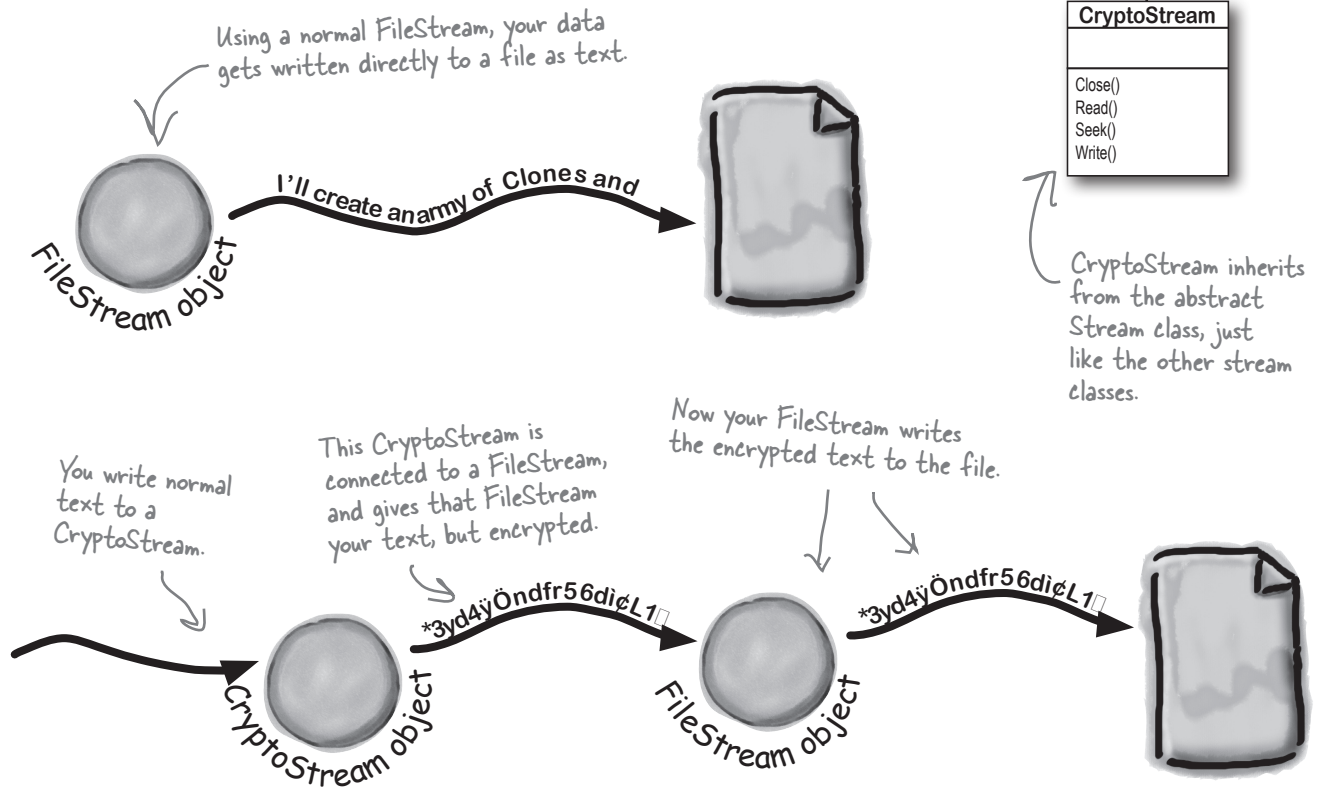 Using a normal FileStream, your data
gets written directly to a file as text.
I'll create anarmy of Clones and
FileStream object
CryptoStream
Close()
Read()
Seek()
Write()
CryptoStream inherits
from the abstract
Stream class, just
like the other stream
classes.
You write normal
text to a
CryptoStream.
This CryptoStream is
connected to a FileStream,
and gives that FileStream
your text, but encrypted.
Now your FileStream writes
the encrypted text to the file.
*3yd4ÿÖndfr56dì¢L1□
*3yd4ÿÖndfr56dì¢L1□
CryptoStream object
FileStream object